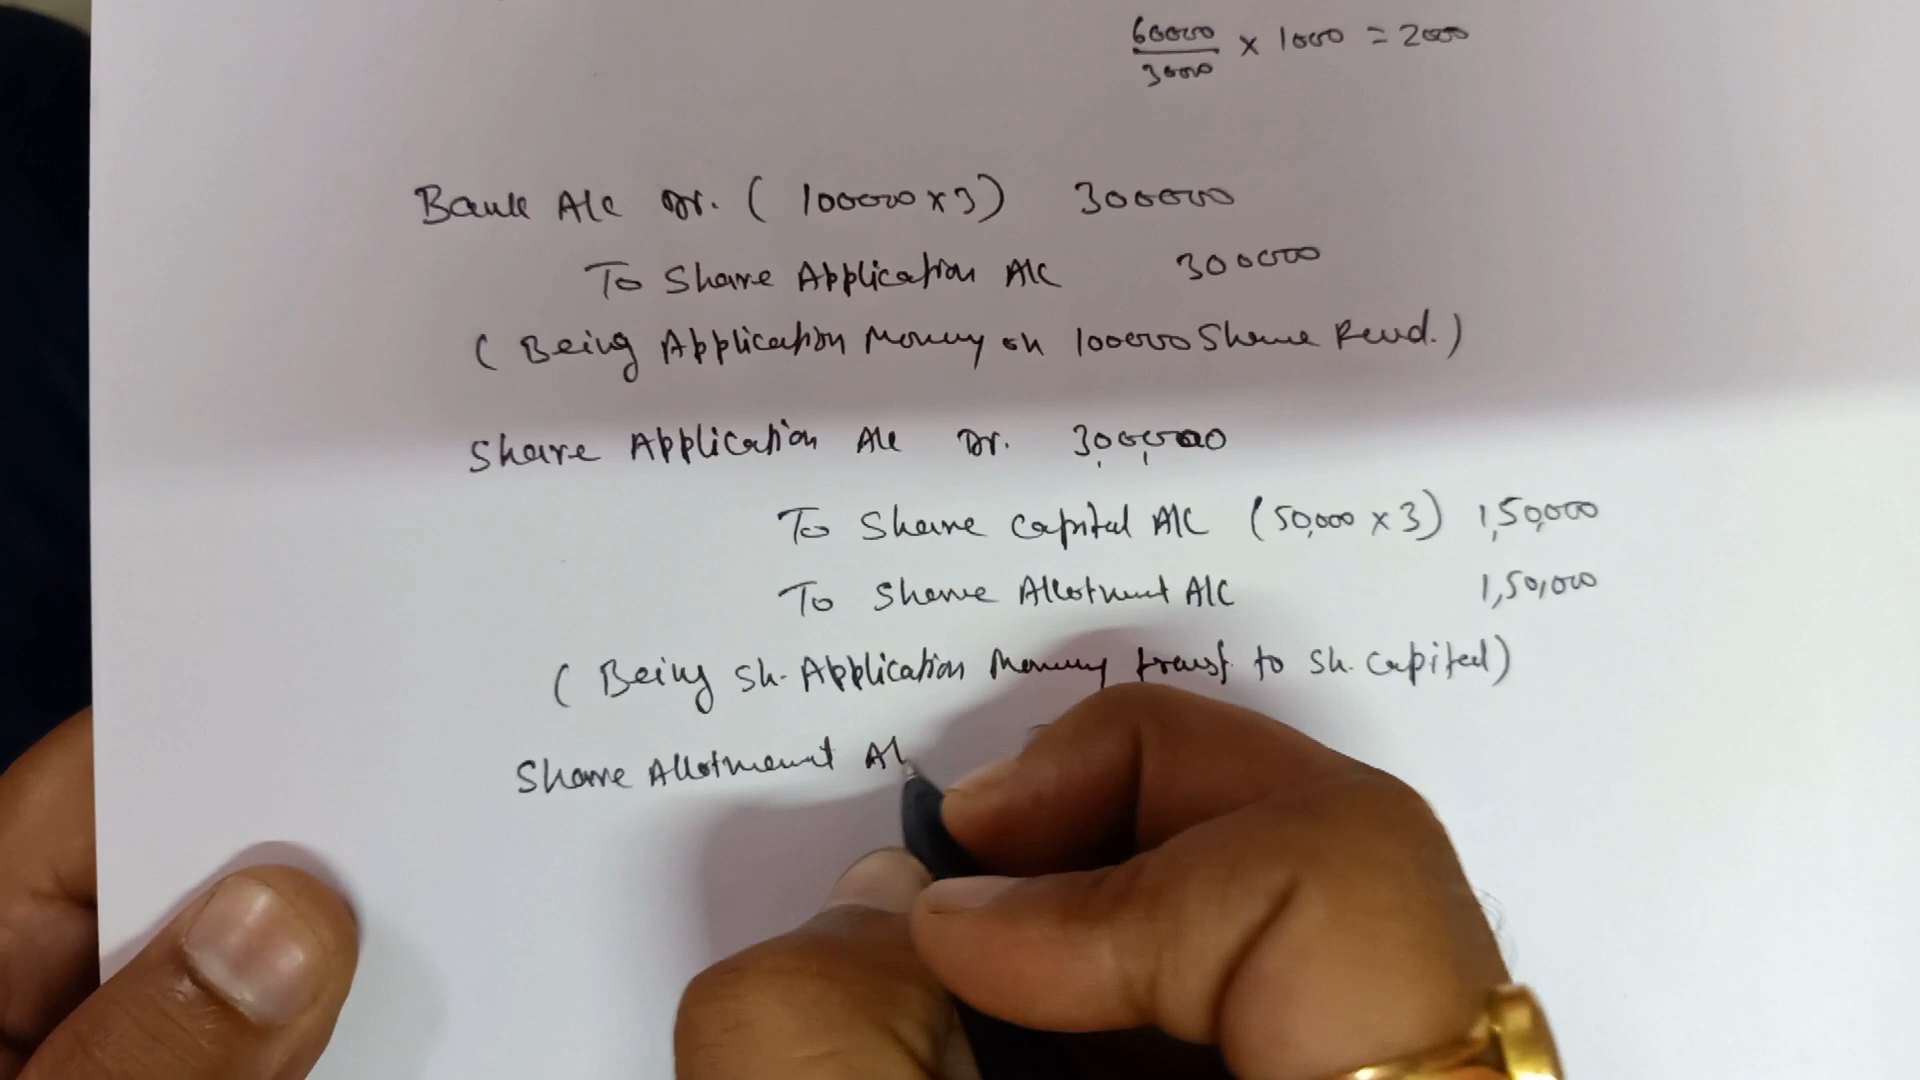 60000 / 3000 x 1000 = 2000
Bank A/c Dr. ( 100000 x 3 ) 300000
To Share Application A/c 300000
( Being Application Money on 100000 Share Recvd. )
Share Application A/c Dr. 3,00,000
To Share Capital A/c ( 50,000 x 3 ) 1,50,000
To Share Allotment A/c 1,50,000
( Being Sh. Application Money transf. to Sh. Capital )
Share Allotment A/